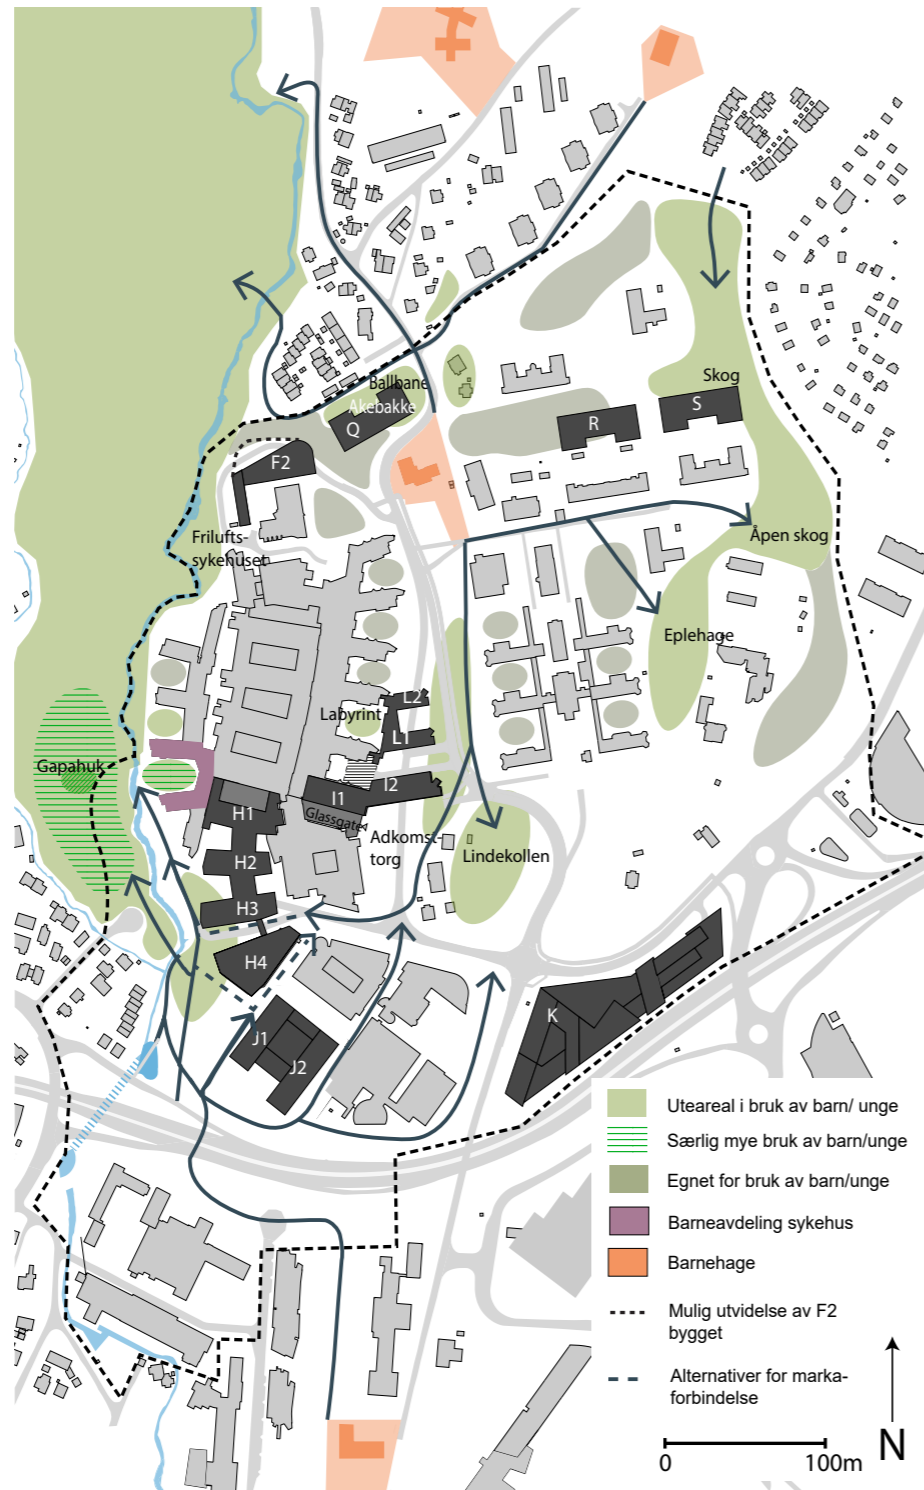 Skog
Ballbane
Akebakke
Q
R
S
F2
Frilufts-
sykehuset
Åpen skog
Eplehage
Labyrint
L2
L1
Gapahuk
I1
I2
H1
Glassgate
Adkomst-
torg
Lindekollen
H2
H3
H4
K
J1
J2
Uteareal i bruk av barn/ unge
Særlig mye bruk av barn/unge
Egnet for bruk av barn/unge
Barneavdeling sykehus
Barnehage
Mulig utvidelse av F2
bygget
Alternativer for marka-
forbindelse
N
0
100m